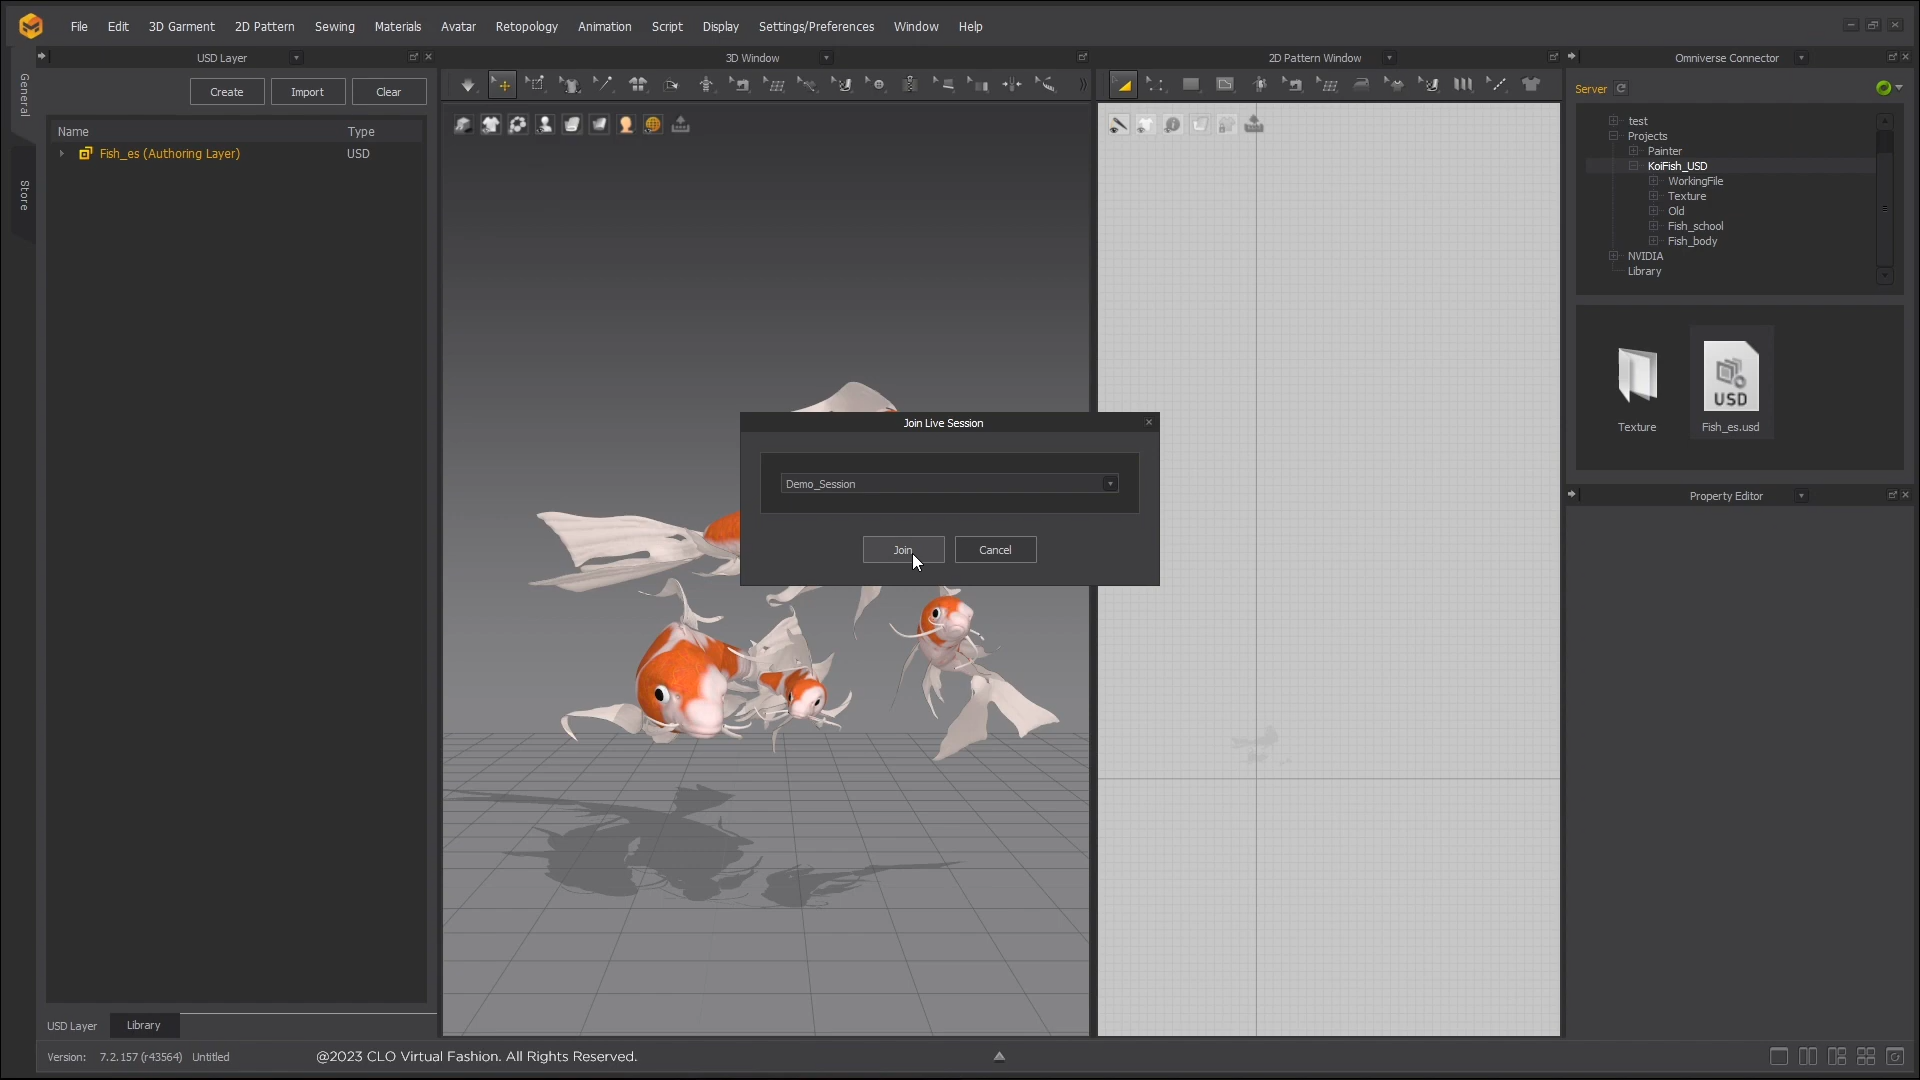 File Edit 3D Garment 2D Pattern Sewing Materials Avatar Retopology Animation Script Display Settings/Preferences Window Help
General
Store
USD Layer
Create Import Clear
Name Type
Fish_es (Authoring Layer) USD
3D Window
2D Pattern Window
Omniverse Connector
Server
test
Projects
Painter
KoiFish_USD
WorkingFile
Texture
Old
Fish_school
Fish_body
NVIDIA
Library
USD
Texture Fish_es.usd
Property Editor
Join Live Session
Demo_Session
Join Cancel
USD Layer Library
Version: 7.2.157 (r43564) Untitled @2023 CLO Virtual Fashion. All Rights Reserved.